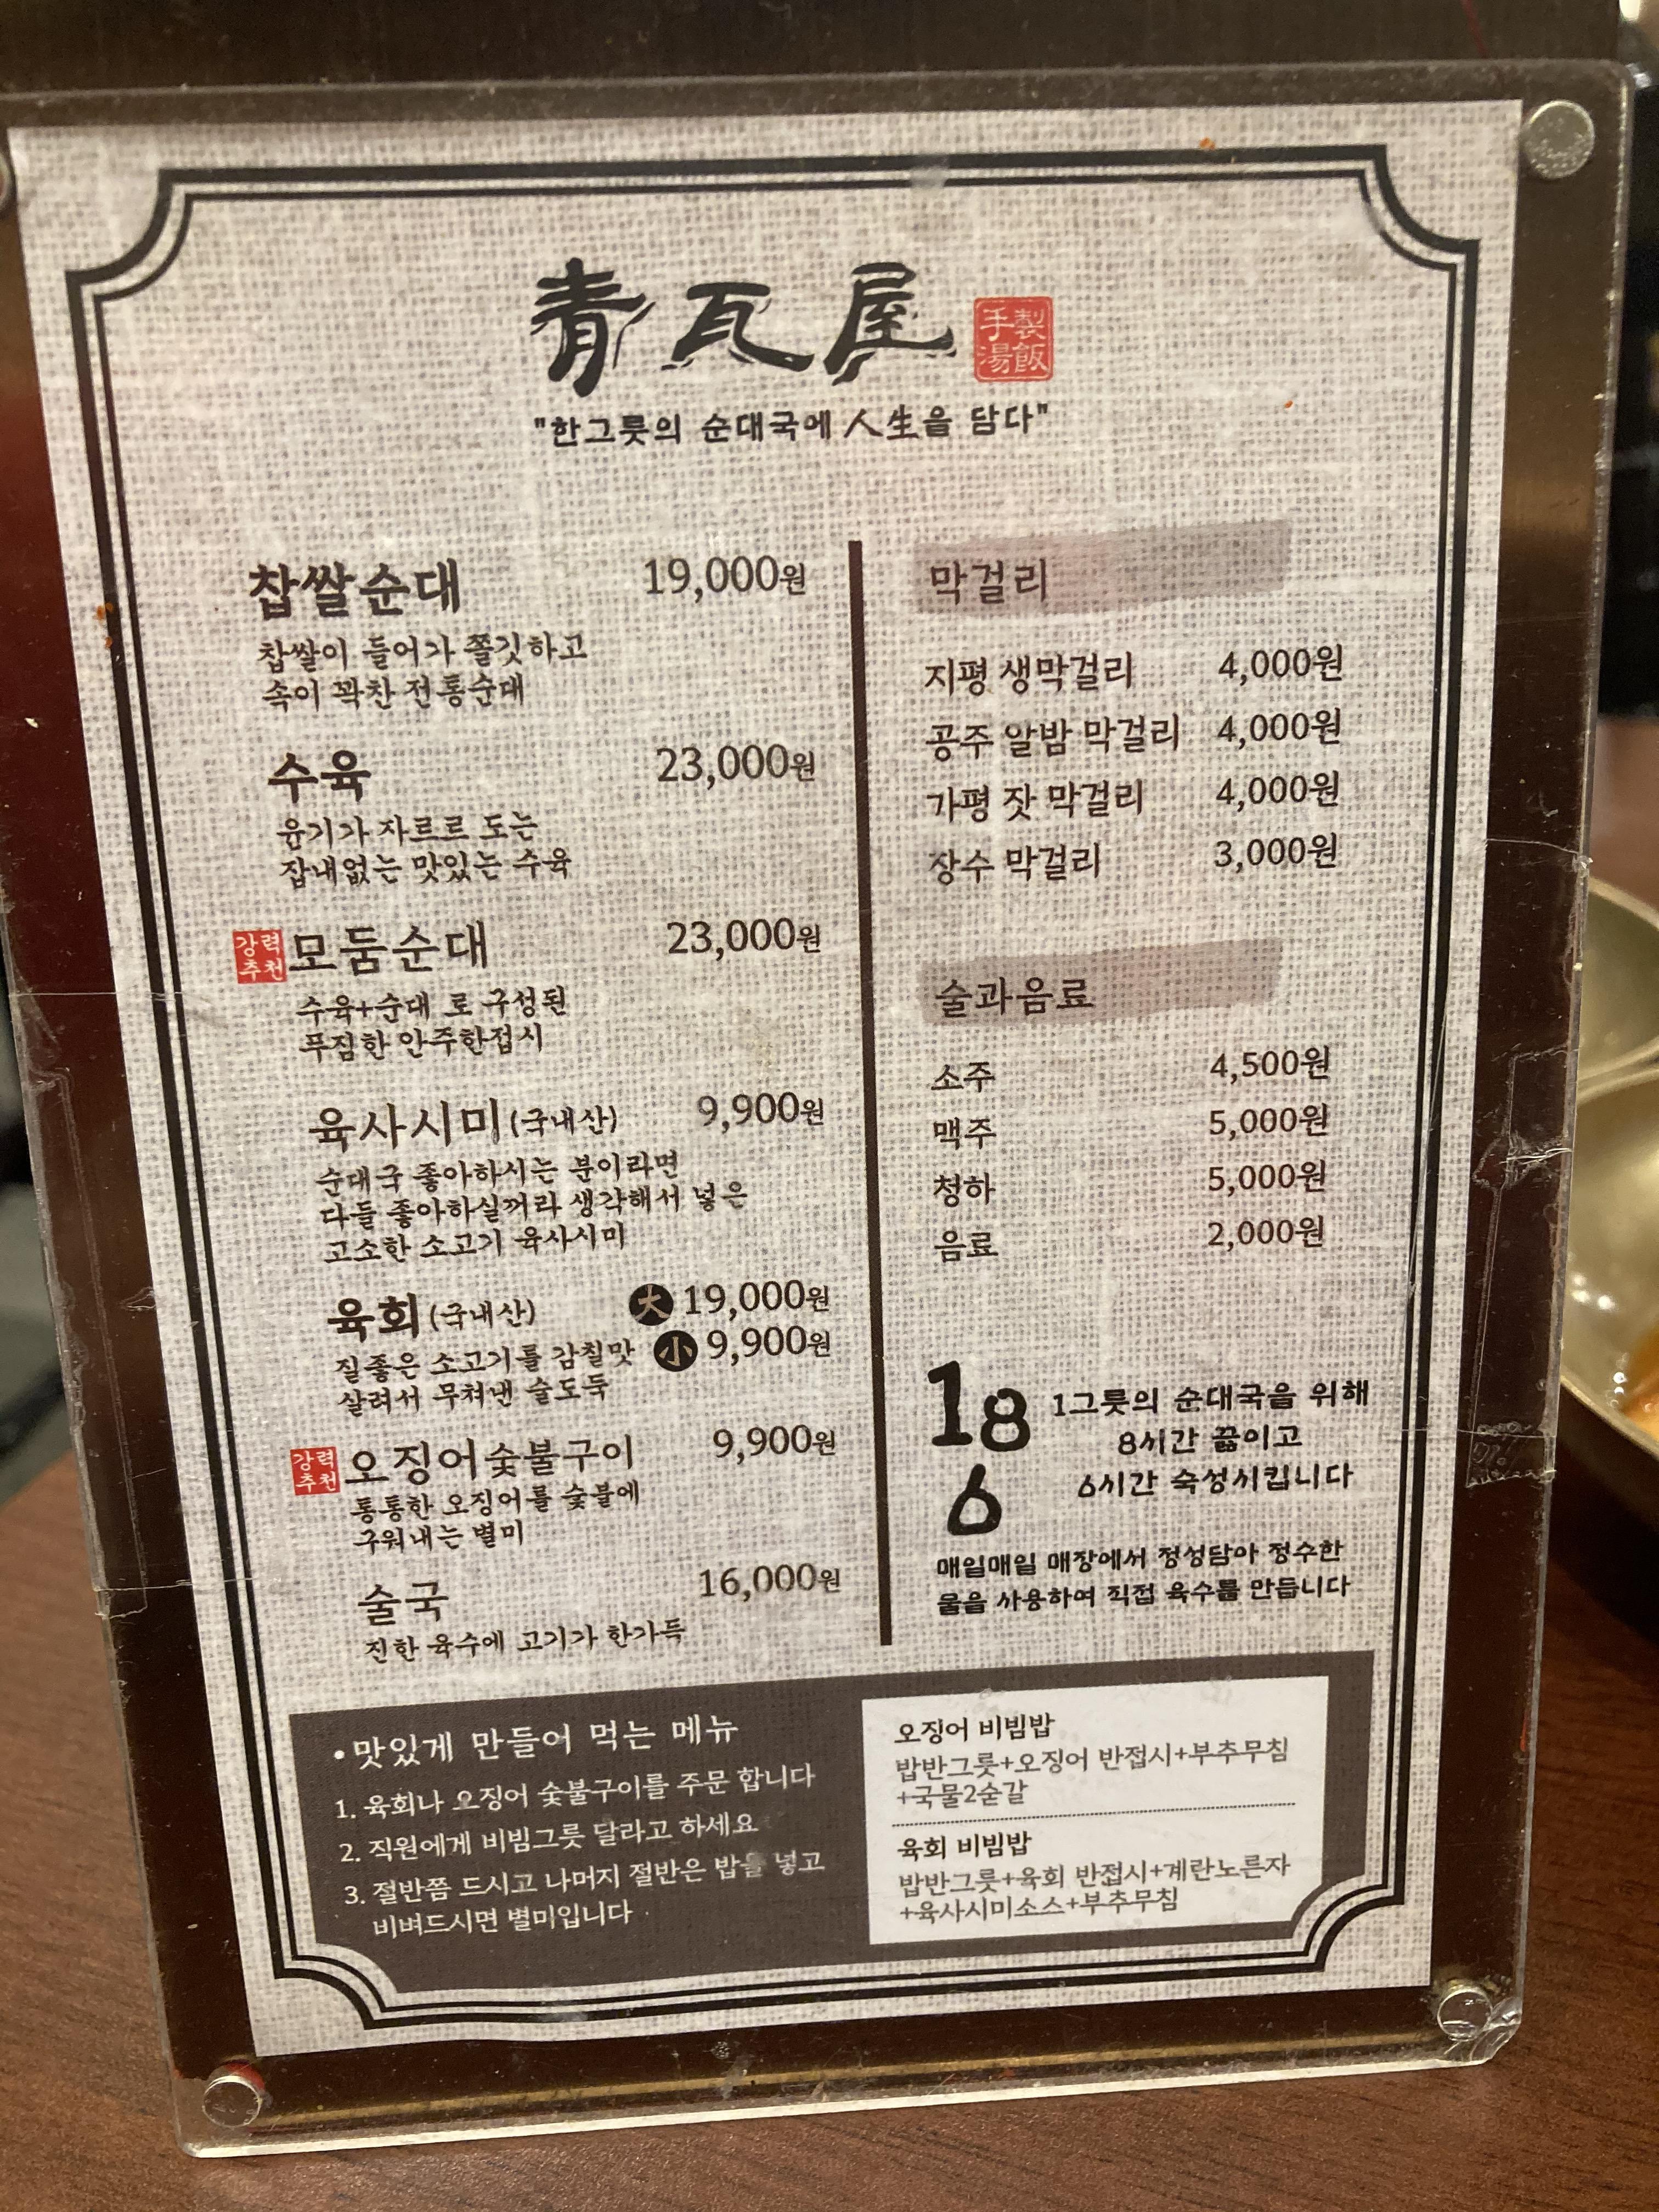 青瓦屋
手製
湯飯
"한그릇의 순대국에 人生을 담다"
찹쌀순대 19,000원
찹쌀이 들어가 쫄깃하고
속이 꽉찬 전통순대
수육 23,000원
윤기가 자르르 도는
잡내없는 맛있는 수육
강력
추천
모둠순대 23,000원
수육+순대 로 구성된
푸짐한 안주한접시
육사시미(국내산) 9,900원
순대국 좋아하시는 분이라면
다들 좋아하실꺼라 생각해서 넣은
고소한 소고기 육사시미
육회(국내산) 大 19,000원
小 9,900원
질좋은 소고기를 감칠맛
살려서 무쳐낸 술도둑
강력
추천
오징어숯불구이 9,900원
통통한 오징어를 숯불에
구워내는 별미
술국 16,000원
진한 육수에 고기가 한가득
막걸리
지평 생막걸리 4,000원
공주 알밤 막걸리 4,000원
가평 잣 막걸리 4,000원
장수 막걸리 3,000원
술과음료
소주 4,500원
맥주 5,000원
청하 5,000원
음료 2,000원
18
6
1그릇의 순대국을 위해
8시간 끓이고
6시간 숙성시킵니다
매일매일 매장에서 정성담아 정수한
물을 사용하여 직접 육수를 만듭니다
•맛있게 만들어 먹는 메뉴
1. 육회나 오징어 숯불구이를 주문 합니다
2. 직원에게 비빔그릇 달라고 하세요
3. 절반쯤 드시고 나머지 절반은 밥을 넣고
비벼드시면 별미입니다
오징어 비빔밥
밥반그릇+오징어 반접시+부추무침
+국물2숟갈
육회 비빔밥
밥반그릇+육회 반접시+계란노른자
+육사시미소스+부추무침